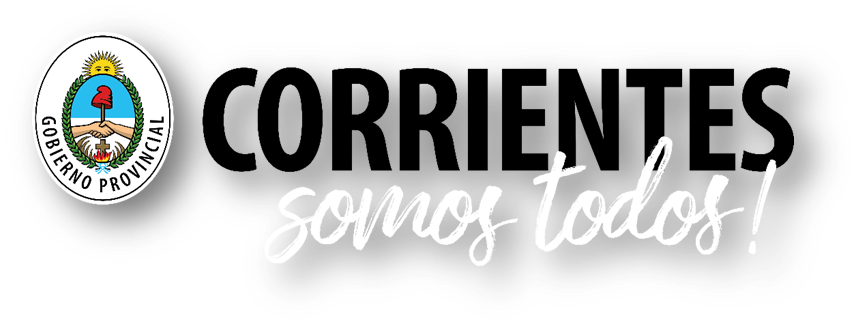 GOBIERNO PROVINCIAL
CORRIENTES
somos todos!